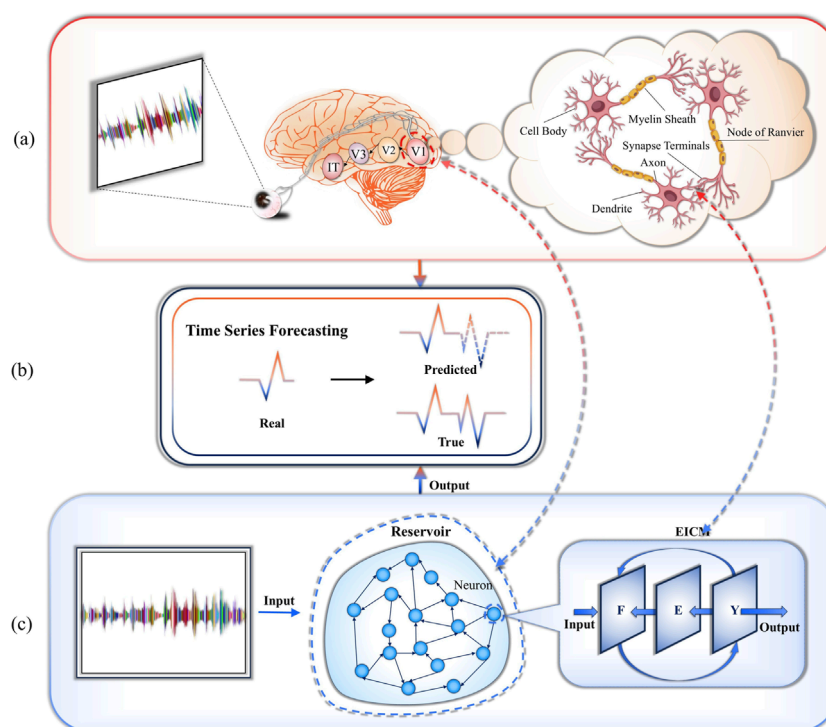 (a)
IT
V3
V2
V1
Cell Body
Myelin Sheath
Node of Ranvier
Synapse Terminals
Axon
Dendrite
(b)
Time Series Forecasting
Real
Predicted
True
Output
(c)
Input
Reservoir
Neuron
EICM
Input
F
E
Y
Output